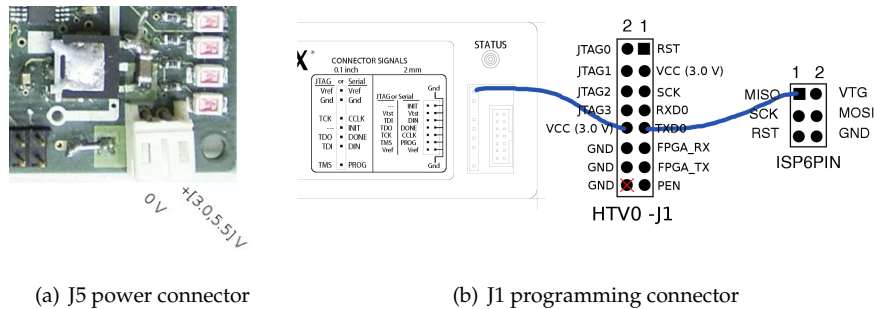 0V
+[3.0,5.5]V
(a) J5 power connector
X®
CONNECTOR SIGNALS
0.1 inch 2 mm
JTAG or Serial
Vref Vref
Gnd Gnd
TCK CCLK
--- INIT
TDO DONE
TDI DIN
TMS PROG
JTAG or Serial
--- INIT
Vtst Vtst
TDI DIN
TDO DONE
TCK CCLK
TMS PROG
Vref Vref
Gnd
Gnd
STATUS
2 1
JTAG0 RST
JTAG1 VCC (3.0 V)
JTAG2 SCK
JTAG3 RXD0
VCC (3.0 V) TXD0
GND FPGA_RX
GND FPGA_TX
GND PEN
HTV0 -J1
1 2
MISO VTG
SCK MOSI
RST GND
ISP6PIN
(b) J1 programming connector